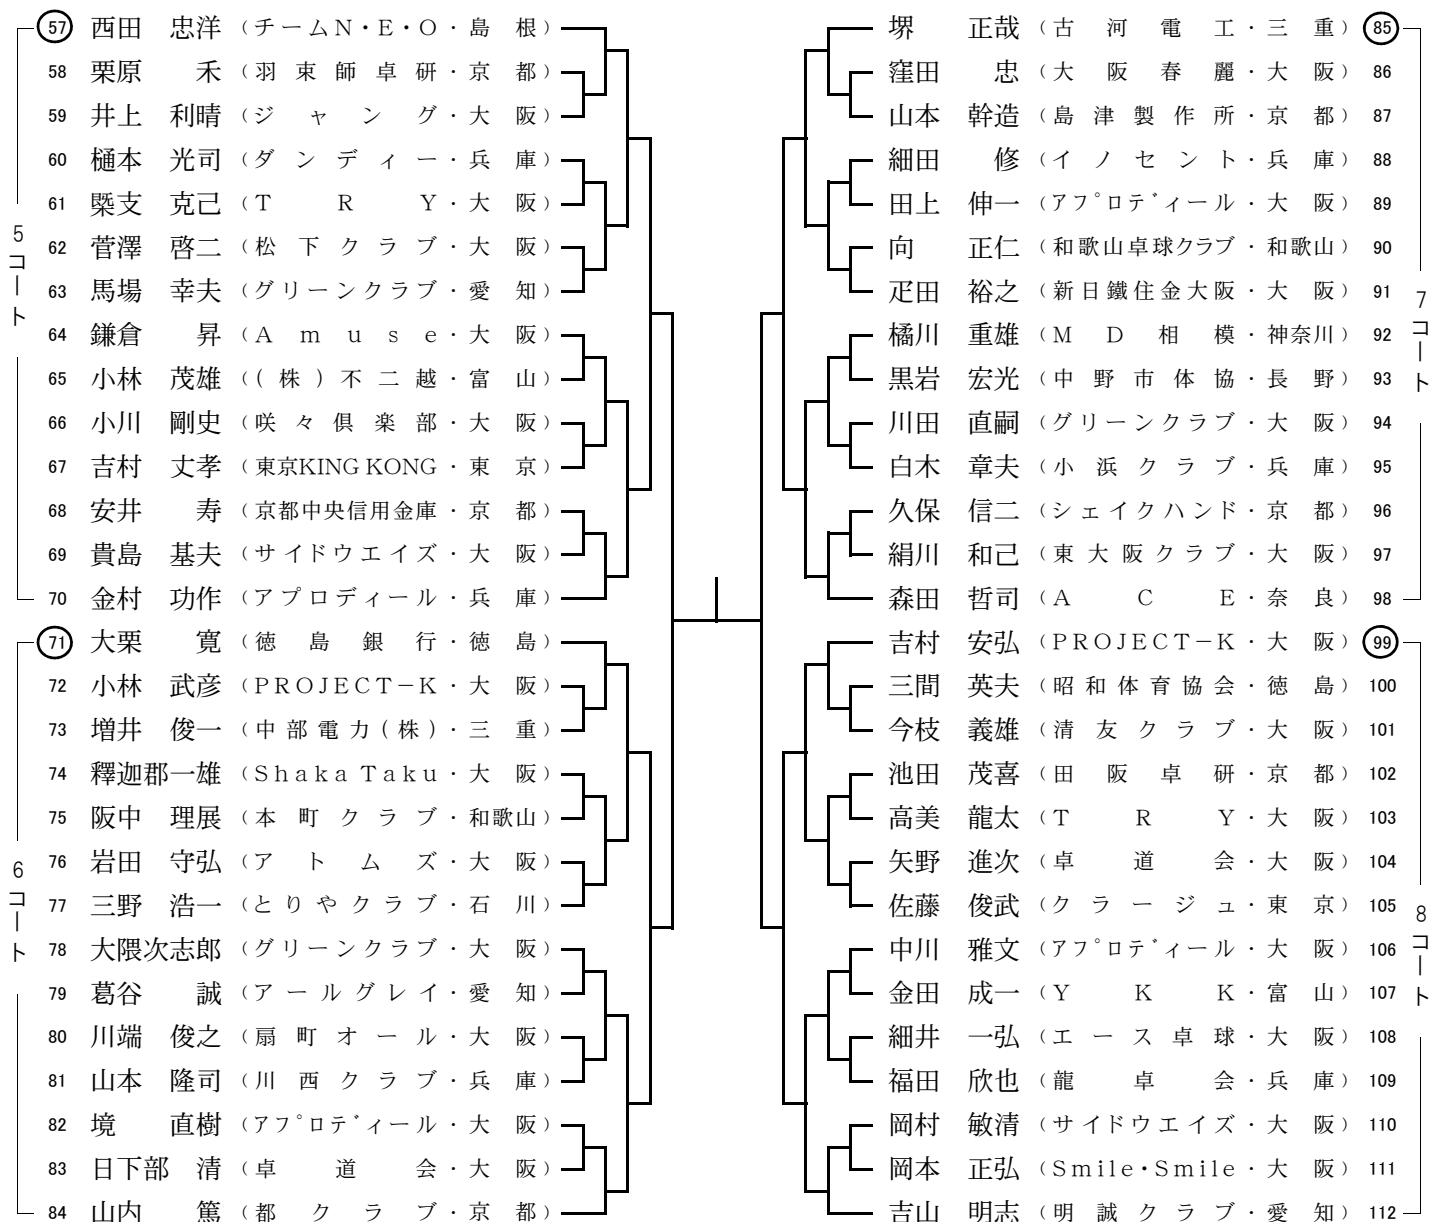 57 西田 忠洋 (チームN・E・O・島根)
58 栗原 禾 (羽束師卓研・京都)
59 井上 利晴 (ジャング・大阪)
60 樋本 光司 (ダンディー・兵庫)
61 槩支 克己 (TRY・大阪)
62 菅澤 啓二 (松下クラブ・大阪)
63 馬場 幸夫 (グリーンクラブ・愛知)
64 鎌倉 昇 (Amuse・大阪)
65 小林 茂雄 ((株)不二越・富山)
66 小川 剛史 (咲々倶楽部・大阪)
67 吉村 丈孝 (東京KING KONG・東京)
68 安井 寿 (京都中央信用金庫・京都)
69 貴島 基夫 (サイドウエイズ・大阪)
70 金村 功作 (アプロディール・兵庫)
5コート
71 大栗 寛 (徳島銀行・徳島)
72 小林 武彦 (PROJECT-K・大阪)
73 増井 俊一 (中部電力(株)・三重)
74 釋迦郡一雄 (Shaka Taku・大阪)
75 阪中 理展 (本町クラブ・和歌山)
76 岩田 守弘 (アトムズ・大阪)
77 三野 浩一 (とりやクラブ・石川)
78 大隈次志郎 (グリーンクラブ・大阪)
79 葛谷 誠 (アールグレイ・愛知)
80 川端 俊之 (扇町オール・大阪)
81 山本 隆司 (川西クラブ・兵庫)
82 境 直樹 (アプロディール・大阪)
83 日下部 清 (卓道会・大阪)
84 山内 篤 (都クラブ・京都)
6コート
堺 正哉 (古河電工・三重) 85
窪田 忠 (大阪春麗・大阪) 86
山本 幹造 (島津製作所・京都) 87
細田 修 (イノセント・兵庫) 88
田上 伸一 (アプロディール・大阪) 89
向 正仁 (和歌山卓球クラブ・和歌山) 90
疋田 裕之 (新日鐵住金大阪・大阪) 91
橘川 重雄 (MD相模・神奈川) 92
黒岩 宏光 (中野市体協・長野) 93
川田 直嗣 (グリーンクラブ・大阪) 94
白木 章夫 (小浜クラブ・兵庫) 95
久保 信二 (シェイクハンド・京都) 96
絹川 和己 (東大阪クラブ・大阪) 97
森田 哲司 (ACE・奈良) 98
7コート
吉村 安弘 (PROJECT-K・大阪) 99
三間 英夫 (昭和体育協会・徳島) 100
今枝 義雄 (清友クラブ・大阪) 101
池田 茂喜 (田阪卓研・京都) 102
高美 龍太 (TRY・大阪) 103
矢野 進次 (卓道会・大阪) 104
佐藤 俊武 (クラージュ・東京) 105
中川 雅文 (アプロディール・大阪) 106
金田 成一 (YKK・富山) 107
細井 一弘 (エース卓球・大阪) 108
福田 欣也 (龍卓会・兵庫) 109
岡村 敏清 (サイドウエイズ・大阪) 110
岡本 正弘 (Smile・Smile・大阪) 111
吉山 明志 (明誠クラブ・愛知) 112
8コート